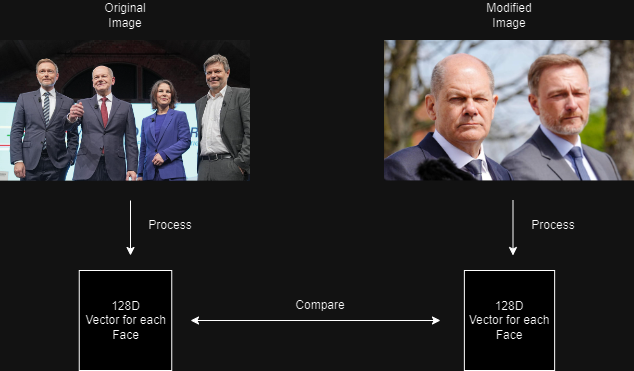 Original
Image
Modified
Image
Process
Process
128D
Vector for each
Face
Compare
128D
Vector for each
Face